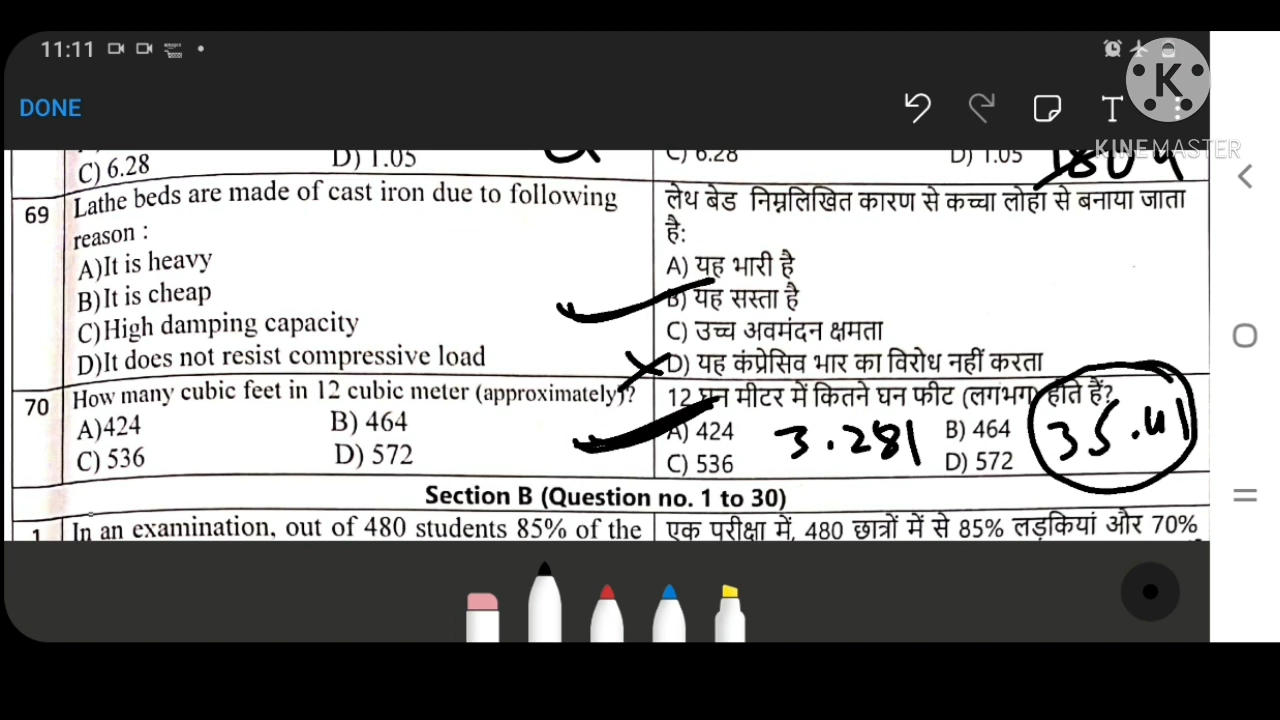 11:11
DONE
T
K
KINEMASTER
C) 6.28 D) 1.05
C) 6.28 D) 1.05
69 Lathe beds are made of cast iron due to following
reason :
A)It is heavy
B)It is cheap
C)High damping capacity
D)It does not resist compressive load
लेथ बेड निम्नलिखित कारण से कच्चा लोहा से बनाया जाता
है:
A) यह भारी है
B) यह सस्ता है
C) उच्च अवमंदन क्षमता
D) यह कंप्रेसिव भार का विरोध नहीं करता
70 How many cubic feet in 12 cubic meter (approximately)?
A)424 B) 464
C) 536 D) 572
12 घन मीटर में कितने घन फीट (लगभग) होते हैं?
A) 424 B) 464
C) 536 D) 572
3.281
35.41
Section B (Question no. 1 to 30)
1 In an examination, out of 480 students 85% of the
एक परीक्षा में, 480 छात्रों में से 85% लड़कियां और 70%